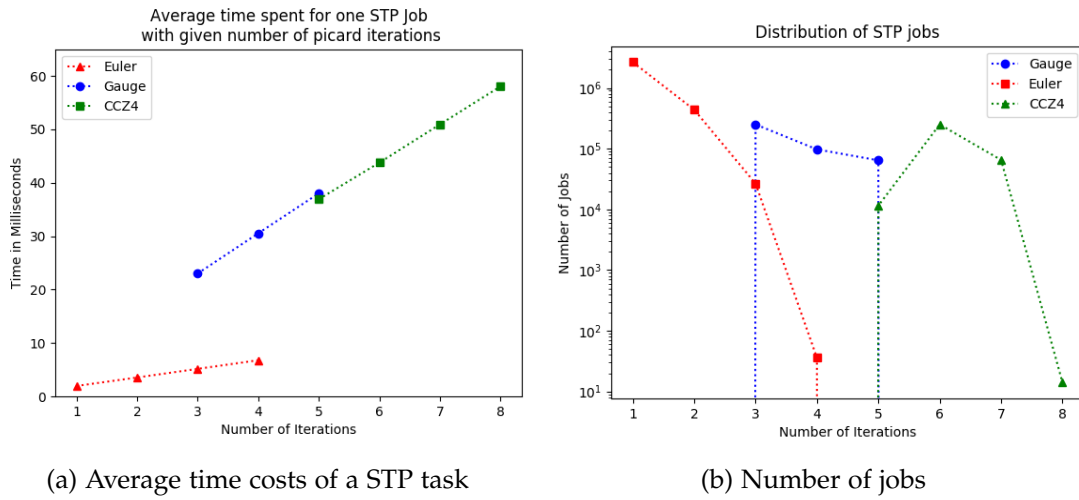 Average time spent for one STP Job
with given number of picard iterations
Euler
Gauge
CCZ4
Time in Milliseconds
60
50
40
30
20
10
0
1 2 3 4 5 6 7 8
Number of Iterations
(a) Average time costs of a STP task
Distribution of STP jobs
Gauge
Euler
CCZ4
Number of Jobs
10⁶
10⁵
10⁴
10³
10²
10¹
1 2 3 4 5 6 7 8
Number of Iterations
(b) Number of jobs